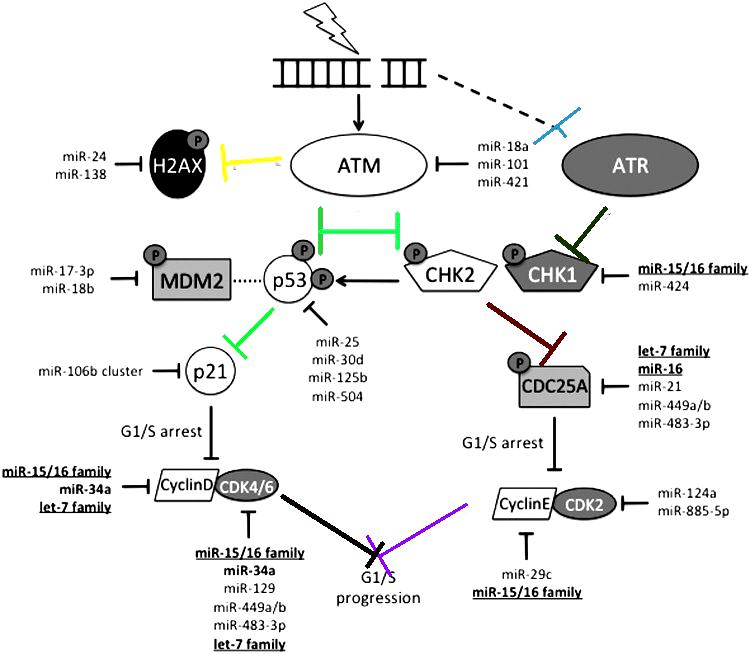 miR-24
miR-138
P
H2AX
ATM
miR-18a
miR-101
miR-421
ATR
miR-17-3p
miR-18b
P
MDM2
P
p53
P
P
CHK2
P
CHK1
miR-15/16 family
miR-424
miR-25
miR-30d
miR-125b
miR-504
miR-106b cluster
p21
P
CDC25A
let-7 family
miR-16
miR-21
miR-449a/b
miR-483-3p
G1/S arrest
G1/S arrest
miR-15/16 family
miR-34a
let-7 family
CyclinD
CDK4/6
CyclinE
CDK2
miR-124a
miR-885-5p
miR-15/16 family
miR-34a
miR-129
miR-449a/b
miR-483-3p
let-7 family
G1/S
progression
miR-29c
miR-15/16 family